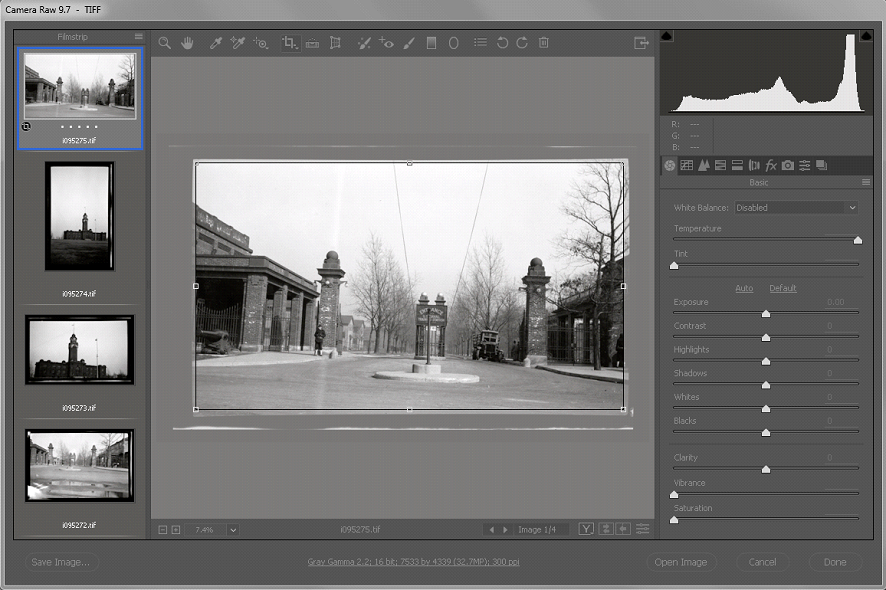 Camera Raw 9.7 - TIFF
Filmstrip
i095275.tif
i095274.tif
i095273.tif
i095272.tif
7.4%
i095275.tif
Image 1/4
Y
R: ---
G: ---
B: ---
fx
Basic
White Balance: Disabled
Temperature
Tint
Auto Default
Exposure 0.00
Contrast 0
Highlights 0
Shadows 0
Whites 0
Blacks 0
Clarity 0
Vibrance
Saturation
Save Image...
Gray Gamma 2.2; 16 bit; 7533 by 4339 (32.7MP); 300 ppi
Open Image
Cancel
Done